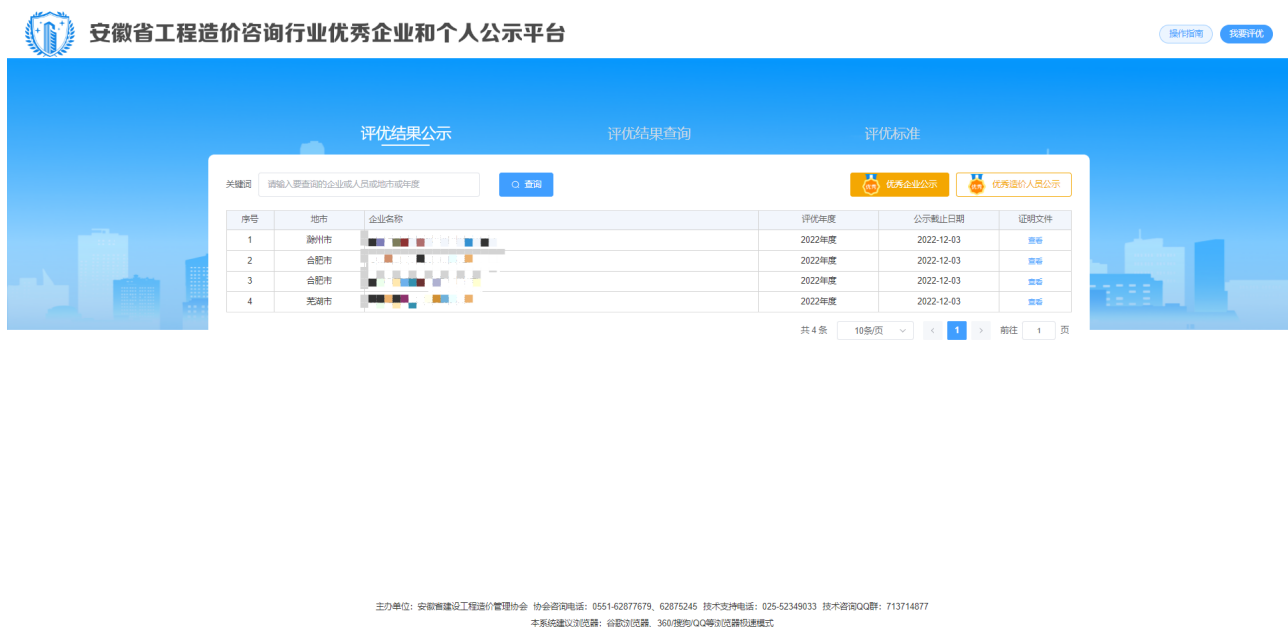 安徽省工程造价咨询行业优秀企业和个人公示平台
操作指南 我要评优
评优结果公示 评优结果查询 评优标准
关键词 请输入要查询的企业或人员或地市或年度 查询 优秀 优秀企业公示 优秀 优秀造价人员公示
序号 地市 企业名称 评优年度 公示截止日期 证明文件
1 滁州市 2022年度 2022-12-03 查看
2 合肥市 2022年度 2022-12-03 查看
3 合肥市 2022年度 2022-12-03 查看
4 芜湖市 2022年度 2022-12-03 查看
共 4 条 10条/页 1 前往 1 页
主办单位：安徽省建设工程造价管理协会 协会咨询电话：0551-62877679、62875245 技术支持电话：025-52349033 技术咨询QQ群：713714877
本系统建议浏览器：谷歌浏览器、360/搜狗/QQ等浏览器极速模式